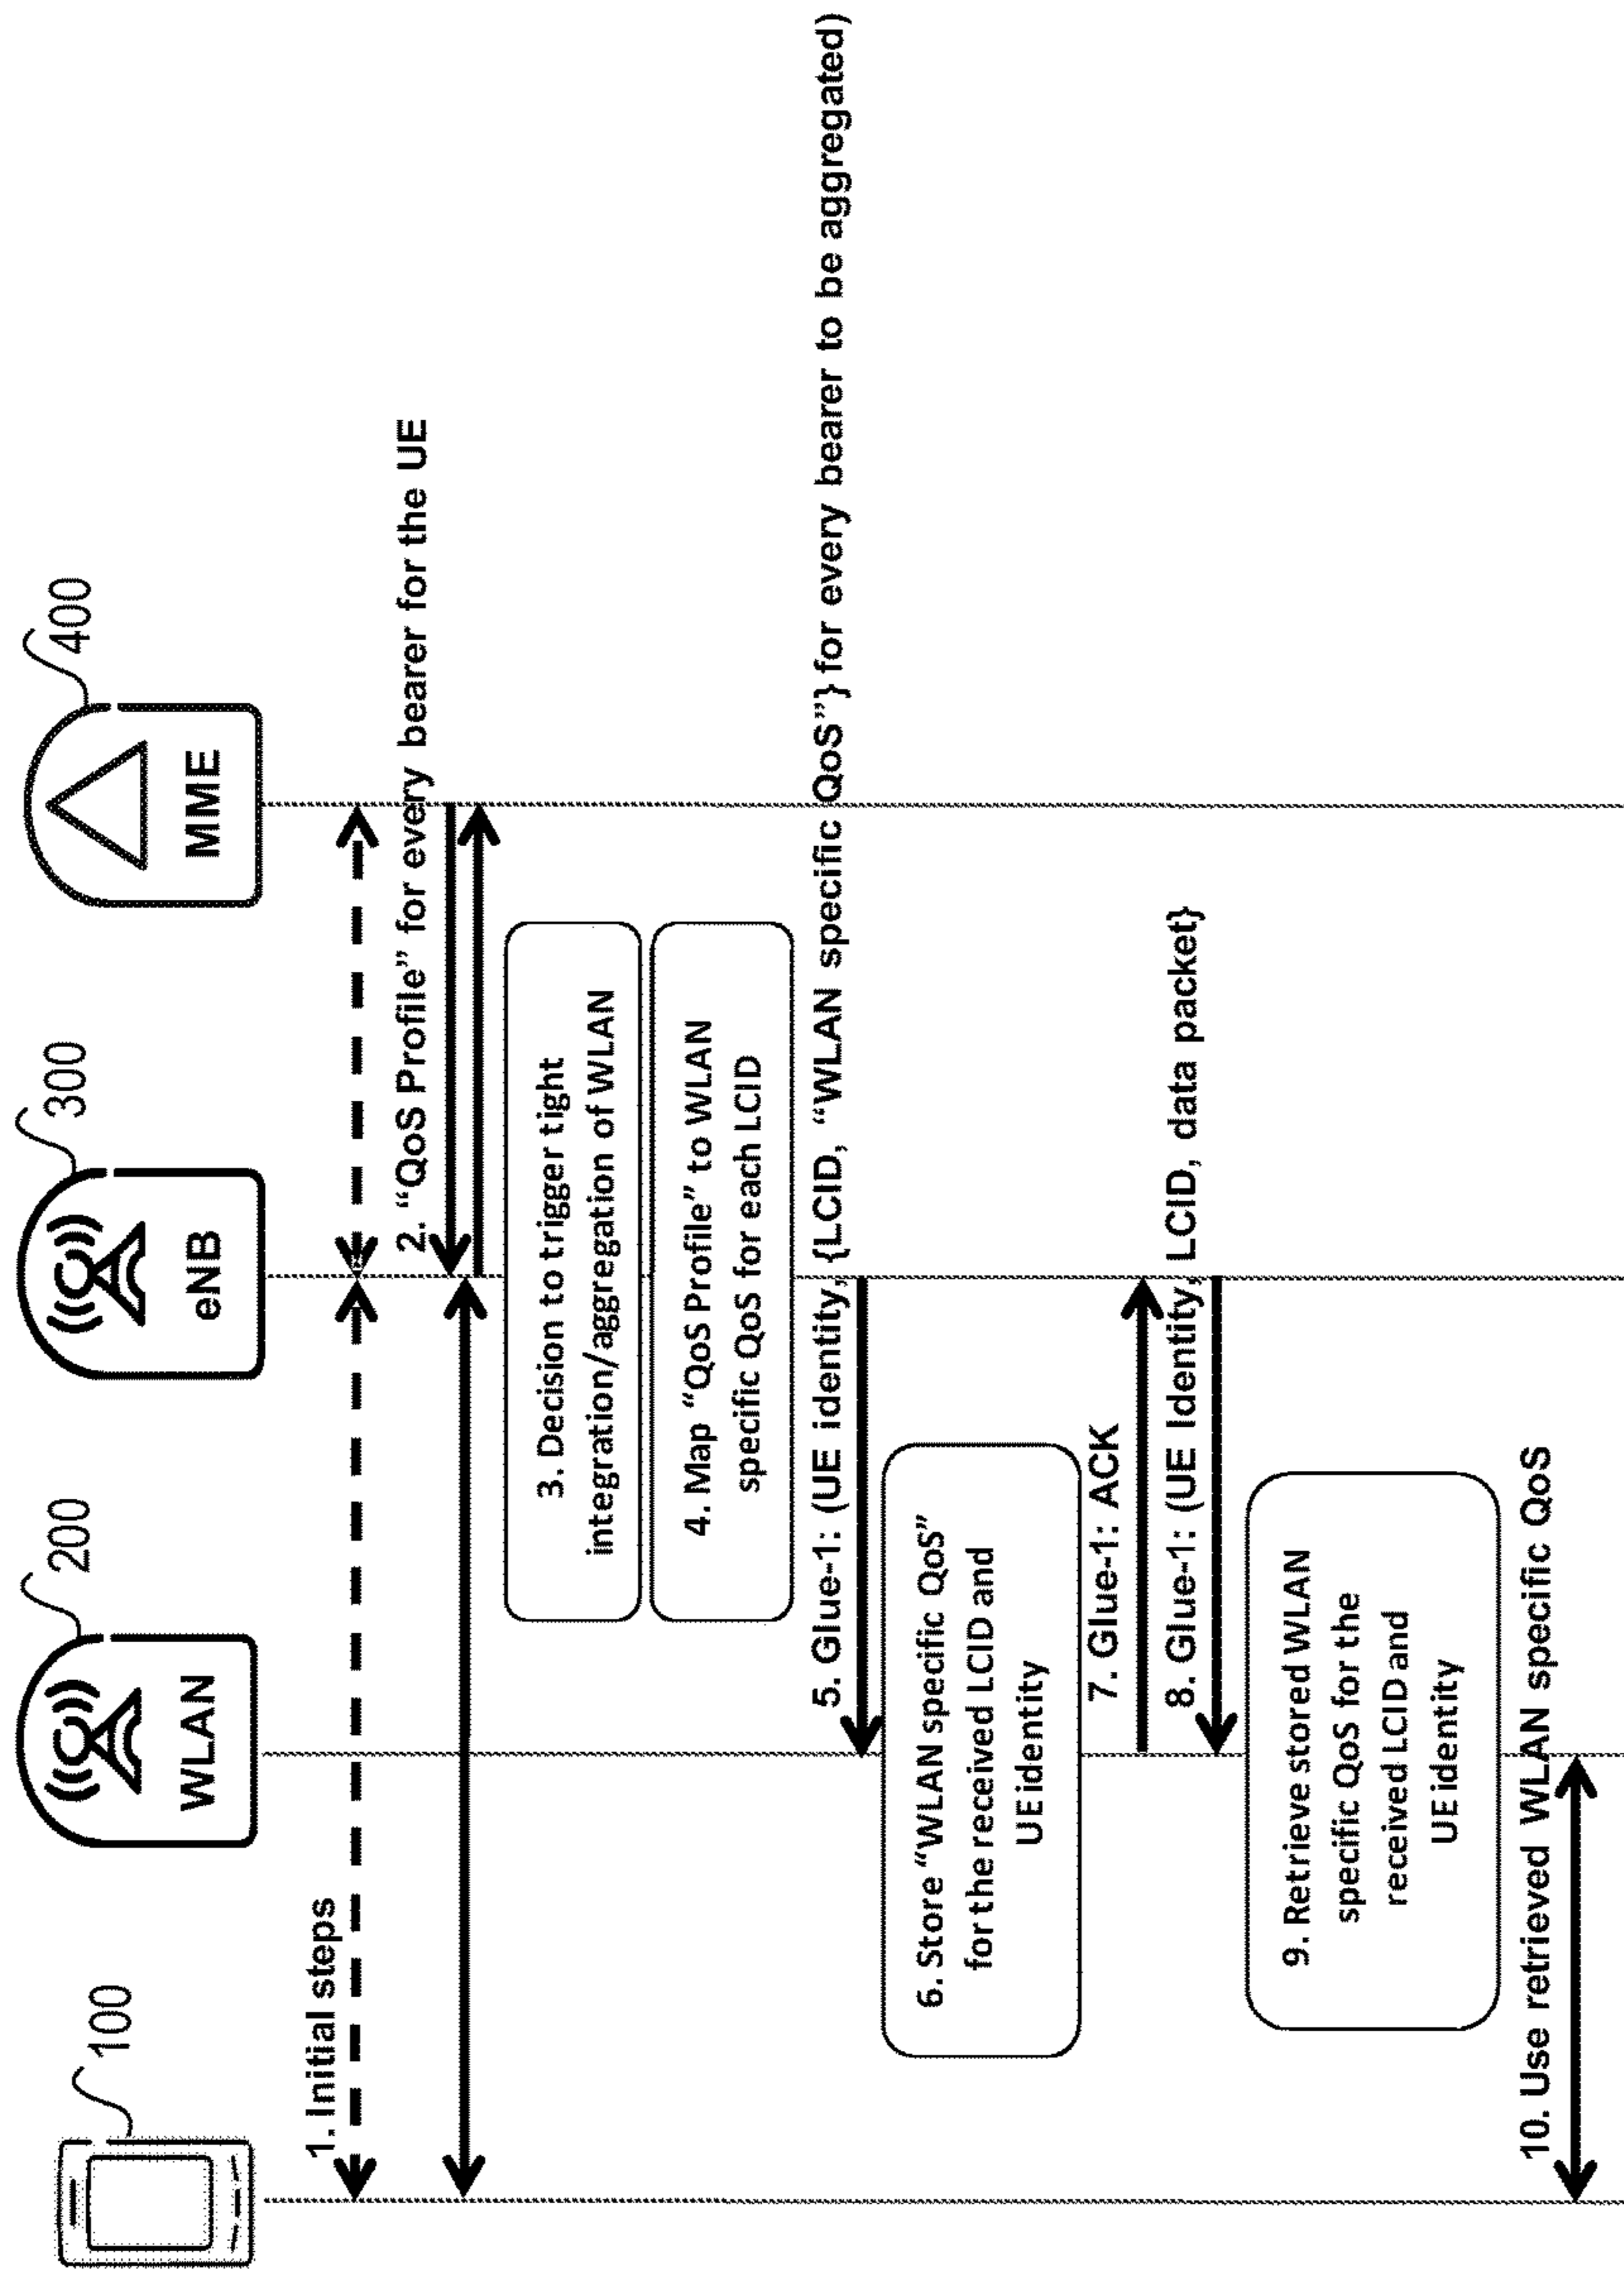 100
200
300
400
WLAN
eNB
MME
1. Initial steps
2. “QoS Profile” for every bearer for the UE
3. Decision to trigger tight
integration/aggregation of WLAN
4. Map “QoS Profile” to WLAN
specific QoS for each LCID
5. Glue-1: (UE identity, {LCID, “WLAN specific QoS”} for every bearer to be aggregated)
6. Store “WLAN specific QoS”
for the received LCID and
UE identity
7. Glue-1: ACK
8. Glue-1: (UE Identity, LCID, data packet}
9. Retrieve stored WLAN
specific QoS for the
received LCID and
UE identity
10. Use retrieved WLAN specific QoS